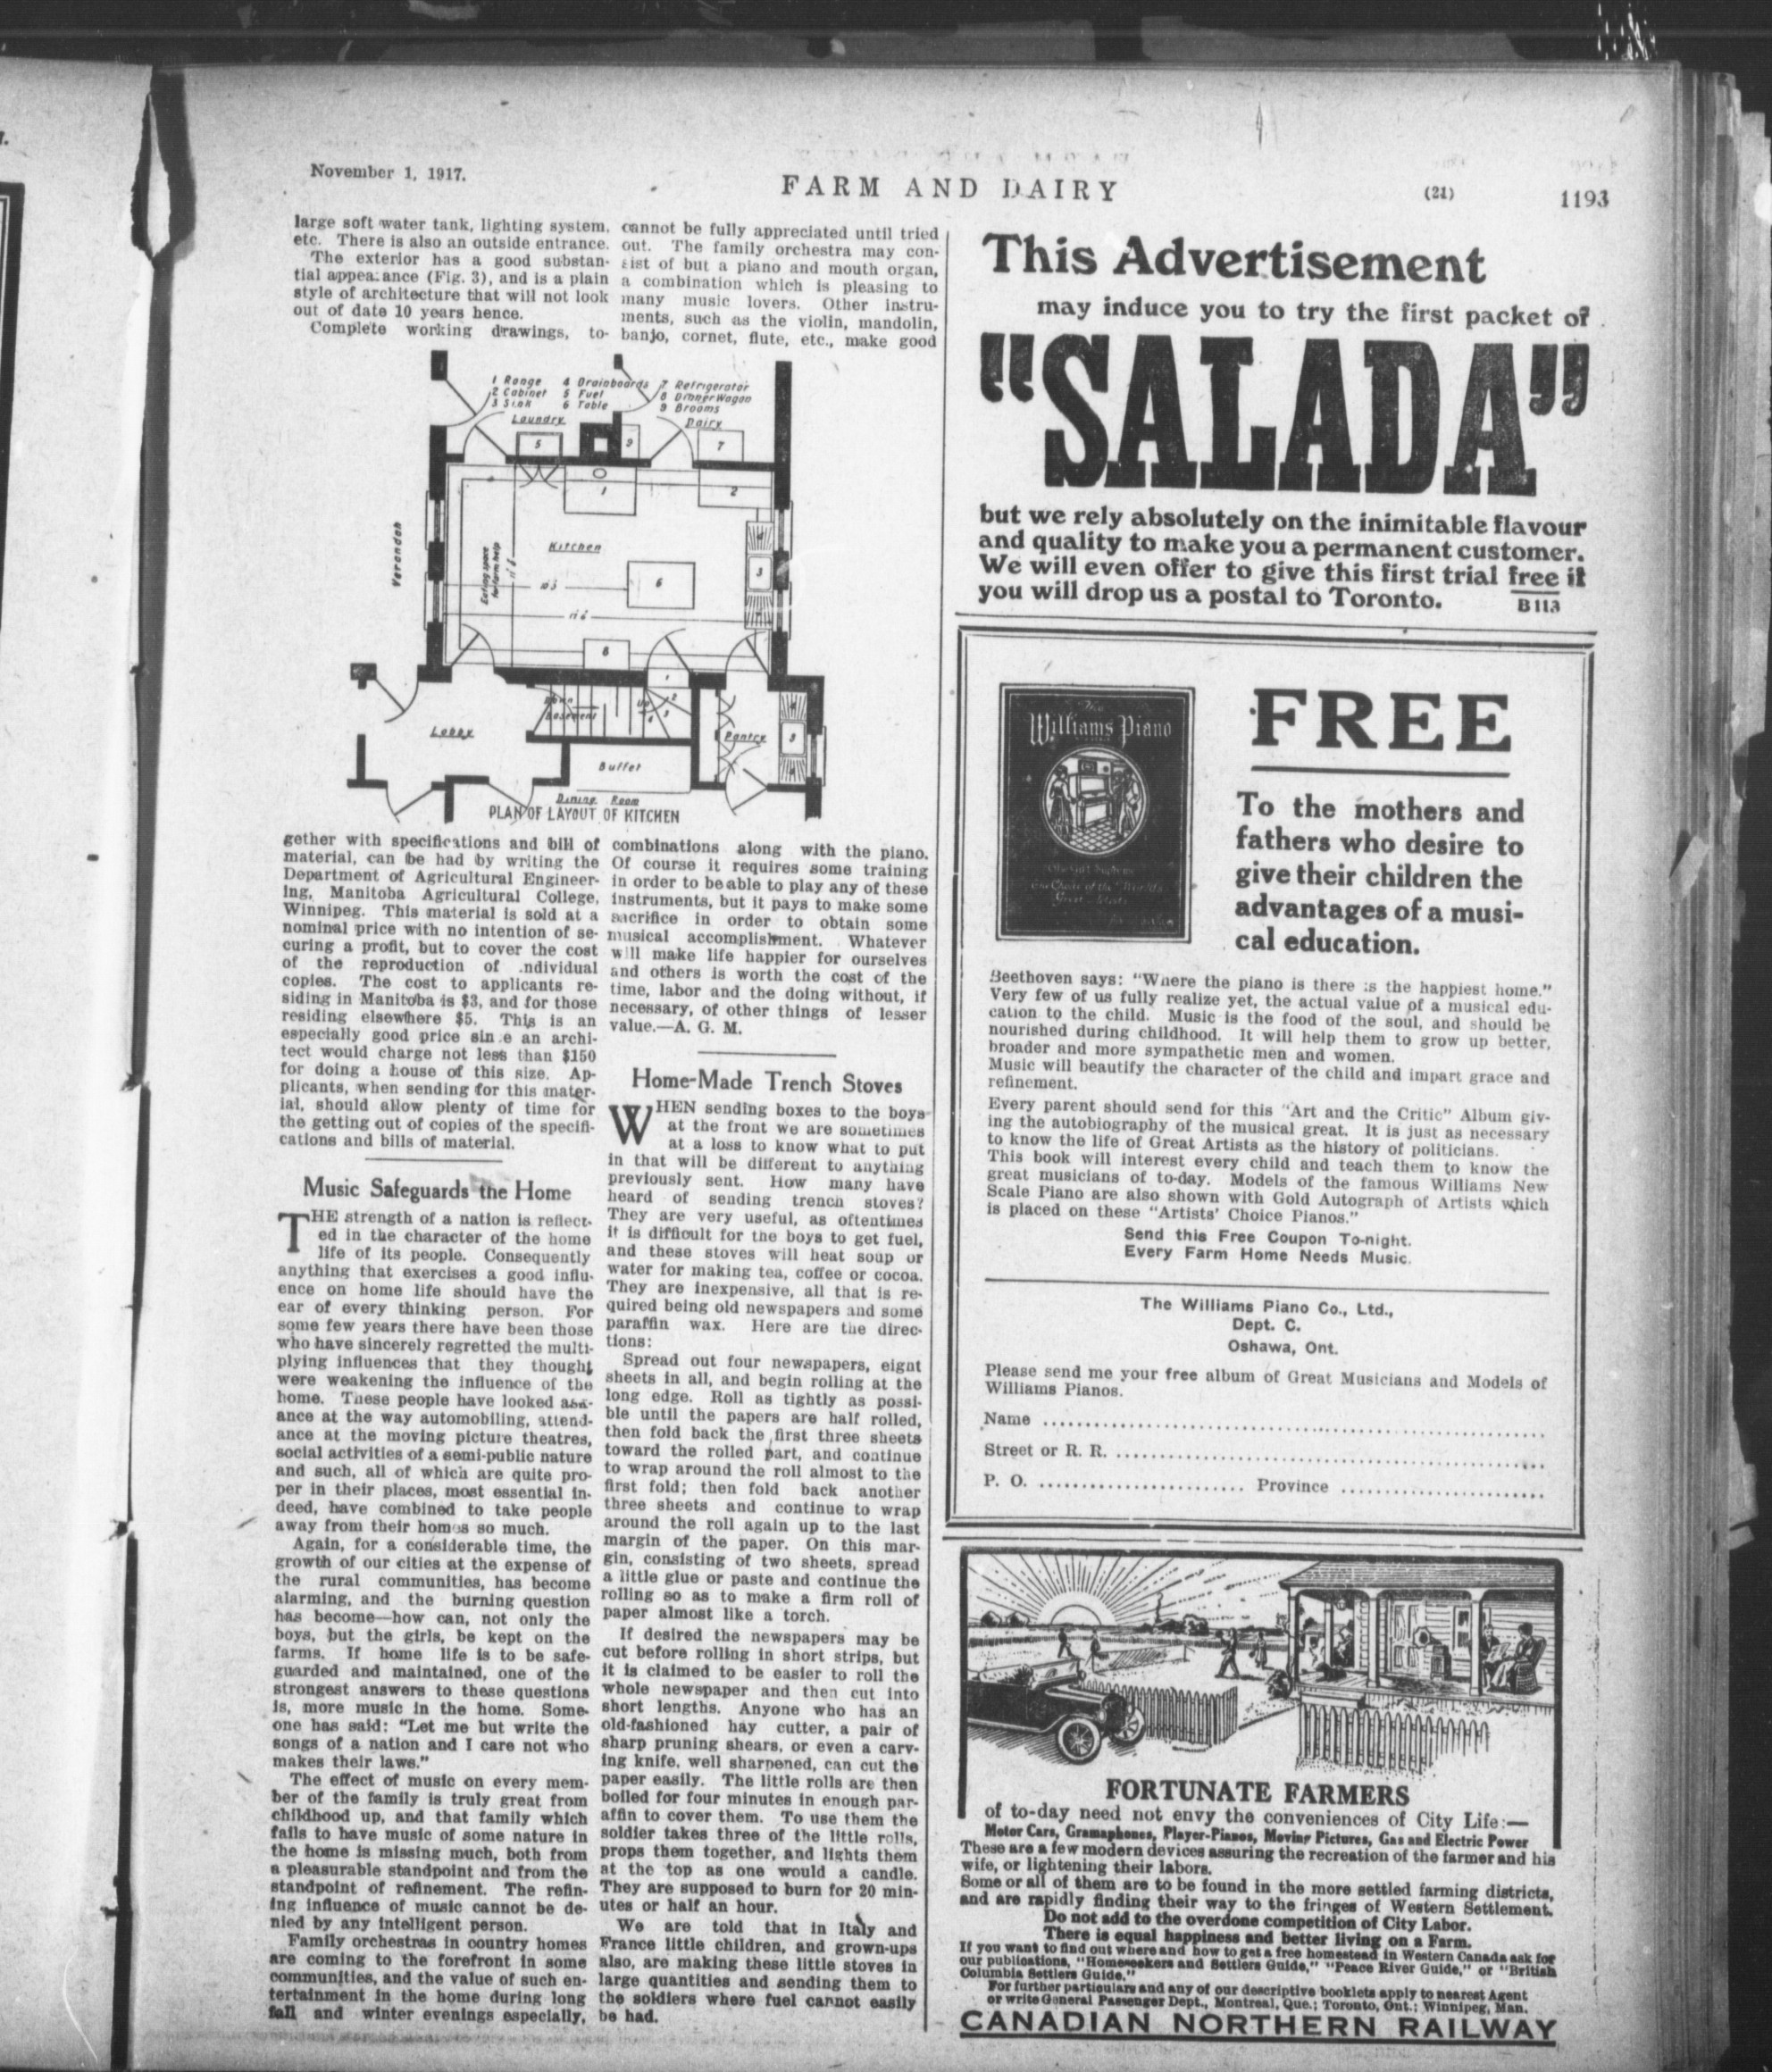 November 1, 1917.
FARM AND DAIRY
(21)
1193
large soft water tank, lighting system,
etc. There is also an outside entrance.
The exterior has a good substan-
tial appearance (Fig. 3), and is a plain
style of architecture that will not look
out of date 10 years hence.
Complete working drawings, to-
1 Range
2 Cabinet
3 Sink
4 Drainboards
5 Fuel
6 Table
7 Refrigerator
8 Dinner Wagon
9 Brooms
Laundry
Dairy
5
9
7
1
2
Verandah
Kitchen
Eating space
for farm help
6
4
3
8
Down
Basement
Up
1
2
3
4
Lobby
Pantry
3
4
Buffet
Dining Room
PLAN OF LAYOUT OF KITCHEN
gether with specifications and bill of
material, can be had by writing the
Department of Agricultural Engineer-
ing, Manitoba Agricultural College,
Winnipeg. This material is sold at a
nominal price with no intention of se-
curing a profit, but to cover the cost
of the reproduction of .ndividual
copies. The cost to applicants re-
siding in Manitoba is $3, and for those
residing elsewhere $5. This is an
especially good price sin.e an archi-
tect would charge not less than $150
for doing a house of this size. Ap-
plicants, when sending for this mater-
ial, should allow plenty of time for
the getting out of copies of the specifi-
cations and bills of material.
Music Safeguards the Home
THE strength of a nation is reflect-
ed in the character of the home
life of its people. Consequently
anything that exercises a good influ-
ence on home life should have the
ear of every thinking person. For
some few years there have been those
who have sincerely regretted the multi-
plying influences that they thought
were weakening the influence of the
home. These people have looked ask-
ance at the way automobiling, attend-
ance at the moving picture theatres,
social activities of a semi-public nature
and such, all of which are quite pro-
per in their places, most essential in-
deed, have combined to take people
away from their homes so much.
Again, for a considerable time, the
growth of our cities at the expense of
the rural communities, has become
alarming, and the burning question
has become—how can, not only the
boys, but the girls, be kept on the
farms. If home life is to be safe-
guarded and maintained, one of the
strongest answers to these questions
is, more music in the home. Some-
one has said: "Let me but write the
songs of a nation and I care not who
makes their laws."
The effect of music on every mem-
ber of the family is truly great from
childhood up, and that family which
fails to have music of some nature in
the home is missing much, both from
a pleasurable standpoint and from the
standpoint of refinement. The refin-
ing influence of music cannot be de-
nied by any intelligent person.
Family orchestras in country homes
are coming to the forefront in some
communities, and the value of such en-
tertainment in the home during long
fall and winter evenings especially,
cannot be fully appreciated until tried
out. The family orchestra may con-
sist of but a piano and mouth organ,
a combination which is pleasing to
many music lovers. Other instru-
ments, such as the violin, mandolin,
banjo, cornet, flute, etc., make good
combinations along with the piano.
Of course it requires some training
in order to be able to play any of these
instruments, but it pays to make some
sacrifice in order to obtain some
musical accomplishment. Whatever
will make life happier for ourselves
and others is worth the cost of the
time, labor and the doing without, if
necessary, of other things of lesser
value.—A. G. M.
Home-Made Trench Stoves
WHEN sending boxes to the boys
at the front we are sometimes
at a loss to know what to put
in that will be different to anything
previously sent. How many have
heard of sending trench stoves?
They are very useful, as oftentimes
it is difficult for the boys to get fuel,
and these stoves will heat soup or
water for making tea, coffee or cocoa.
They are inexpensive, all that is re-
quired being old newspapers and some
paraffin wax. Here are the direc-
tions:
Spread out four newspapers, eight
sheets in all, and begin rolling at the
long edge. Roll as tightly as possi-
ble until the papers are half rolled,
then fold back the first three sheets
toward the rolled part, and continue
to wrap around the roll almost to the
first fold; then fold back another
three sheets and continue to wrap
around the roll again up to the last
margin of the paper. On this mar-
gin, consisting of two sheets, spread
a little glue or paste and continue the
rolling so as to make a firm roll of
paper almost like a torch.
If desired the newspapers may be
cut before rolling in short strips, but
it is claimed to be easier to roll the
whole newspaper and then cut into
short lengths. Anyone who has an
old-fashioned hay cutter, a pair of
sharp pruning shears, or even a carv-
ing knife, well sharpened, can cut the
paper easily. The little rolls are then
boiled for four minutes in enough par-
affin to cover them. To use them the
soldier takes three of the little rolls,
props them together, and lights them
at the top as one would a candle.
They are supposed to burn for 20 min-
utes or half an hour.
We are told that in Italy and
France little children, and grown-ups
also, are making these little stoves in
large quantities and sending them to
the soldiers where fuel cannot easily
be had.
This Advertisement
may induce you to try the first packet of
"SALADA"
but we rely absolutely on the inimitable flavour
and quality to make you a permanent customer.
We will even offer to give this first trial free if
you will drop us a postal to Toronto.
B 113
The
Williams Piano
FREE
To the mothers and
fathers who desire to
give their children the
advantages of a musi-
cal education.
Beethoven says: "Where the piano is there is the happiest home."
Very few of us fully realize yet, the actual value of a musical edu-
cation to the child. Music is the food of the soul, and should be
nourished during childhood. It will help them to grow up better,
broader and more sympathetic men and women.
Music will beautify the character of the child and impart grace and
refinement.
Every parent should send for this "Art and the Critic" Album giv-
ing the autobiography of the musical great. It is just as necessary
to know the life of Great Artists as the history of politicians.
This book will interest every child and teach them to know the
great musicians of to-day. Models of the famous Williams New
Scale Piano are also shown with Gold Autograph of Artists which
is placed on these "Artists' Choice Pianos."
Send this Free Coupon To-night.
Every Farm Home Needs Music.
The Williams Piano Co., Ltd.,
Dept. C.
Oshawa, Ont.
Please send me your free album of Great Musicians and Models of
Williams Pianos.
Name ..........
Street or R. R. ..........
P. O. .......... Province ..........
FORTUNATE FARMERS
of to-day need not envy the conveniences of City Life:—
Motor Cars, Gramaphones, Player-Pianos, Moving Pictures, Gas and Electric Power
These are a few modern devices assuring the recreation of the farmer and his
wife, or lightening their labors.
Some or all of them are to be found in the more settled farming districts,
and are rapidly finding their way to the fringes of Western Settlement.
Do not add to the overdone competition of City Labor.
There is equal happiness and better living on a Farm.
If you want to find out where and how to get a free homestead in Western Canada ask for
our publications, "Homeseekers and Settlers Guide," "Peace River Guide," or "British
Columbia Settlers Guide."
For further particulars and any of our descriptive booklets apply to nearest Agent
or write General Passenger Dept., Montreal, Que.; Toronto, Ont.; Winnipeg, Man.
CANADIAN NORTHERN RAILWAY